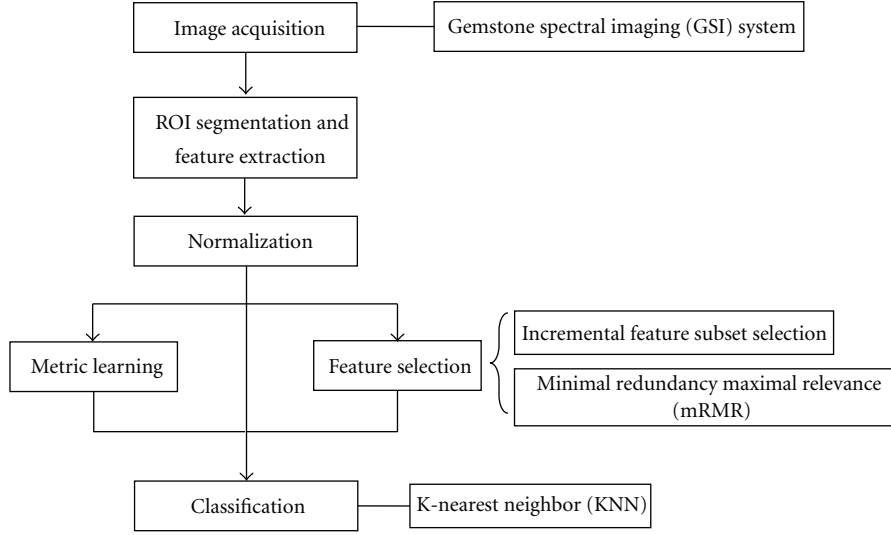 Image acquisition
Gemstone spectral imaging (GSI) system
ROI segmentation and
feature extraction
Normalization
Metric learning
Feature selection
Incremental feature subset selection
Minimal redundancy maximal relevance
(mRMR)
Classification
K-nearest neighbor (KNN)